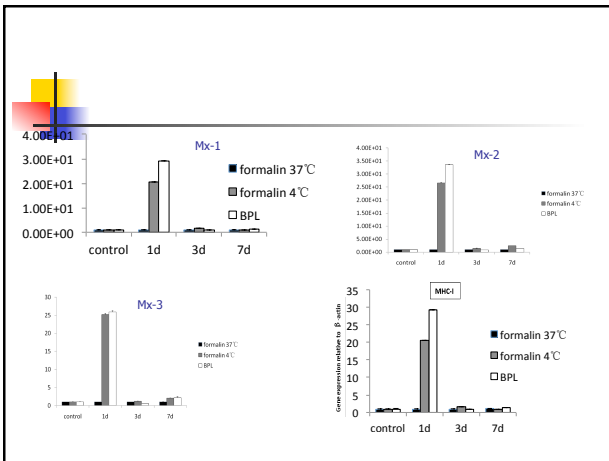 Mx-1
4.00E+01
3.00E+01
2.00E+01
1.00E+01
0.00E+00
control 1d 3d 7d
formalin 37℃
formalin 4℃
BPL
Mx-2
4.00E+01
3.50E+01
3.00E+01
2.50E+01
2.00E+01
1.50E+01
1.00E+01
5.00E+00
0.00E+00
control 1d 3d 7d
formalin 37℃
formalin 4℃
BPL
Mx-3
30
25
20
15
10
5
0
control 1d 3d 7d
formalin 37℃
formalin 4℃
BPL
MHC-I
Gene expression relative to β-actin
35
30
25
20
15
10
5
0
control 1d 3d 7d
formalin 37℃
formalin 4℃
BPL